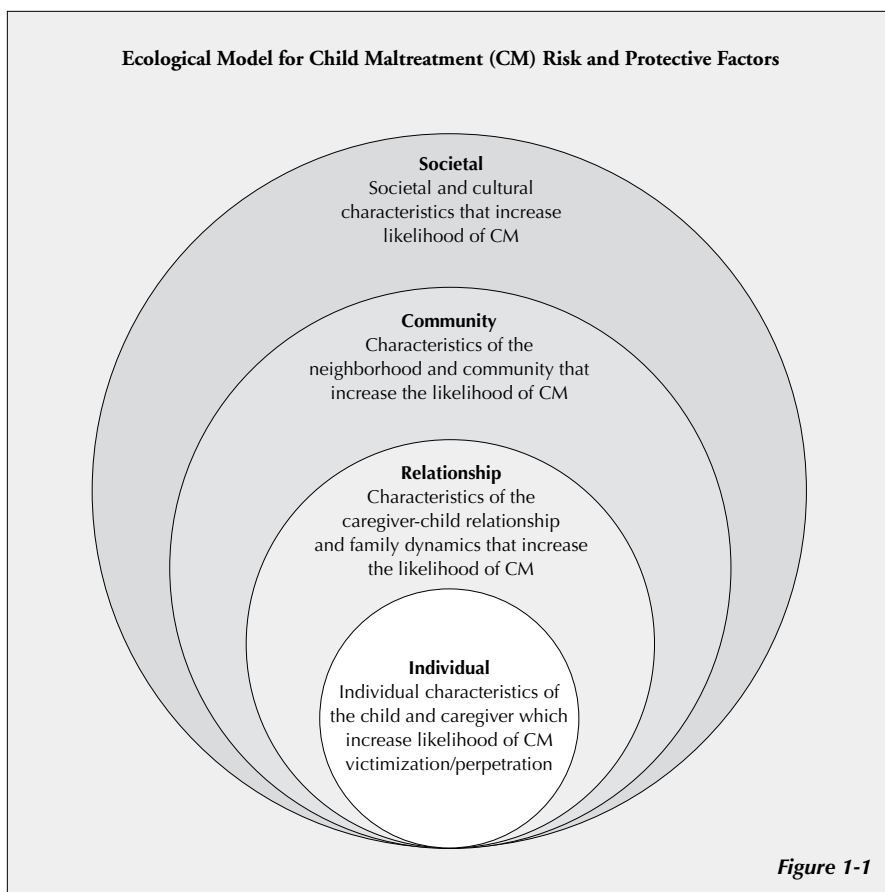 Ecological Model for Child Maltreatment (CM) Risk and Protective Factors
Societal
Societal and cultural
characteristics that increase
likelihood of CM
Community
Characteristics of the
neighborhood and community that
increase the likelihood of CM
Relationship
Characteristics of the
caregiver-child relationship
and family dynamics that increase
the likelihood of CM
Individual
Individual characteristics of
the child and caregiver which
increase likelihood of CM
victimization/perpetration
Figure 1-1